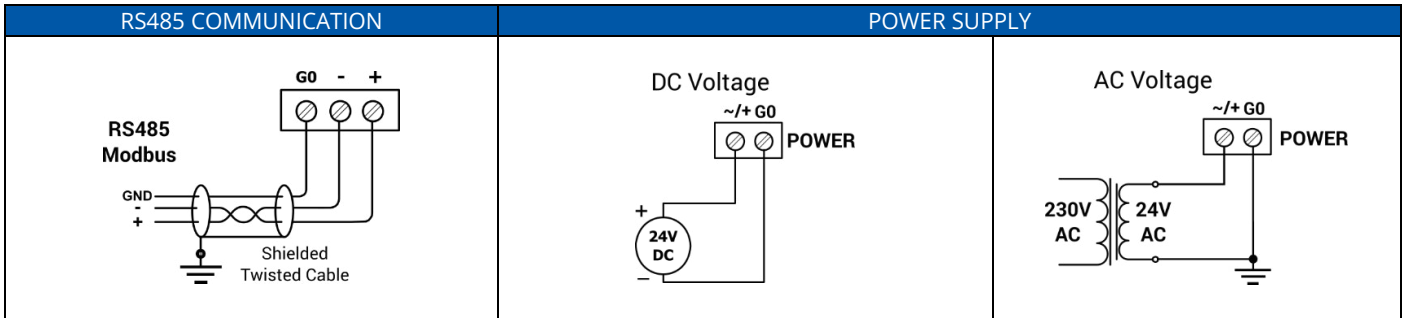 RS485 COMMUNICATION
POWER SUPPLY
G0 - +
RS485
Modbus
GND
-
+
Shielded
Twisted Cable
DC Voltage
~/+ G0
POWER
+
24V
DC
−
AC Voltage
~/+ G0
POWER
230V
AC
24V
AC